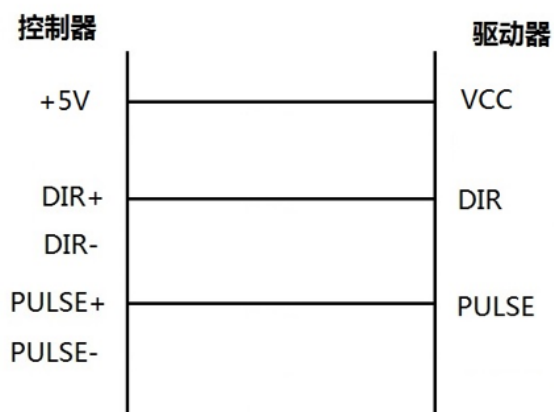 控制器 驱动器
+5V VCC
DIR+ DIR
DIR-
PULSE+ PULSE
PULSE-